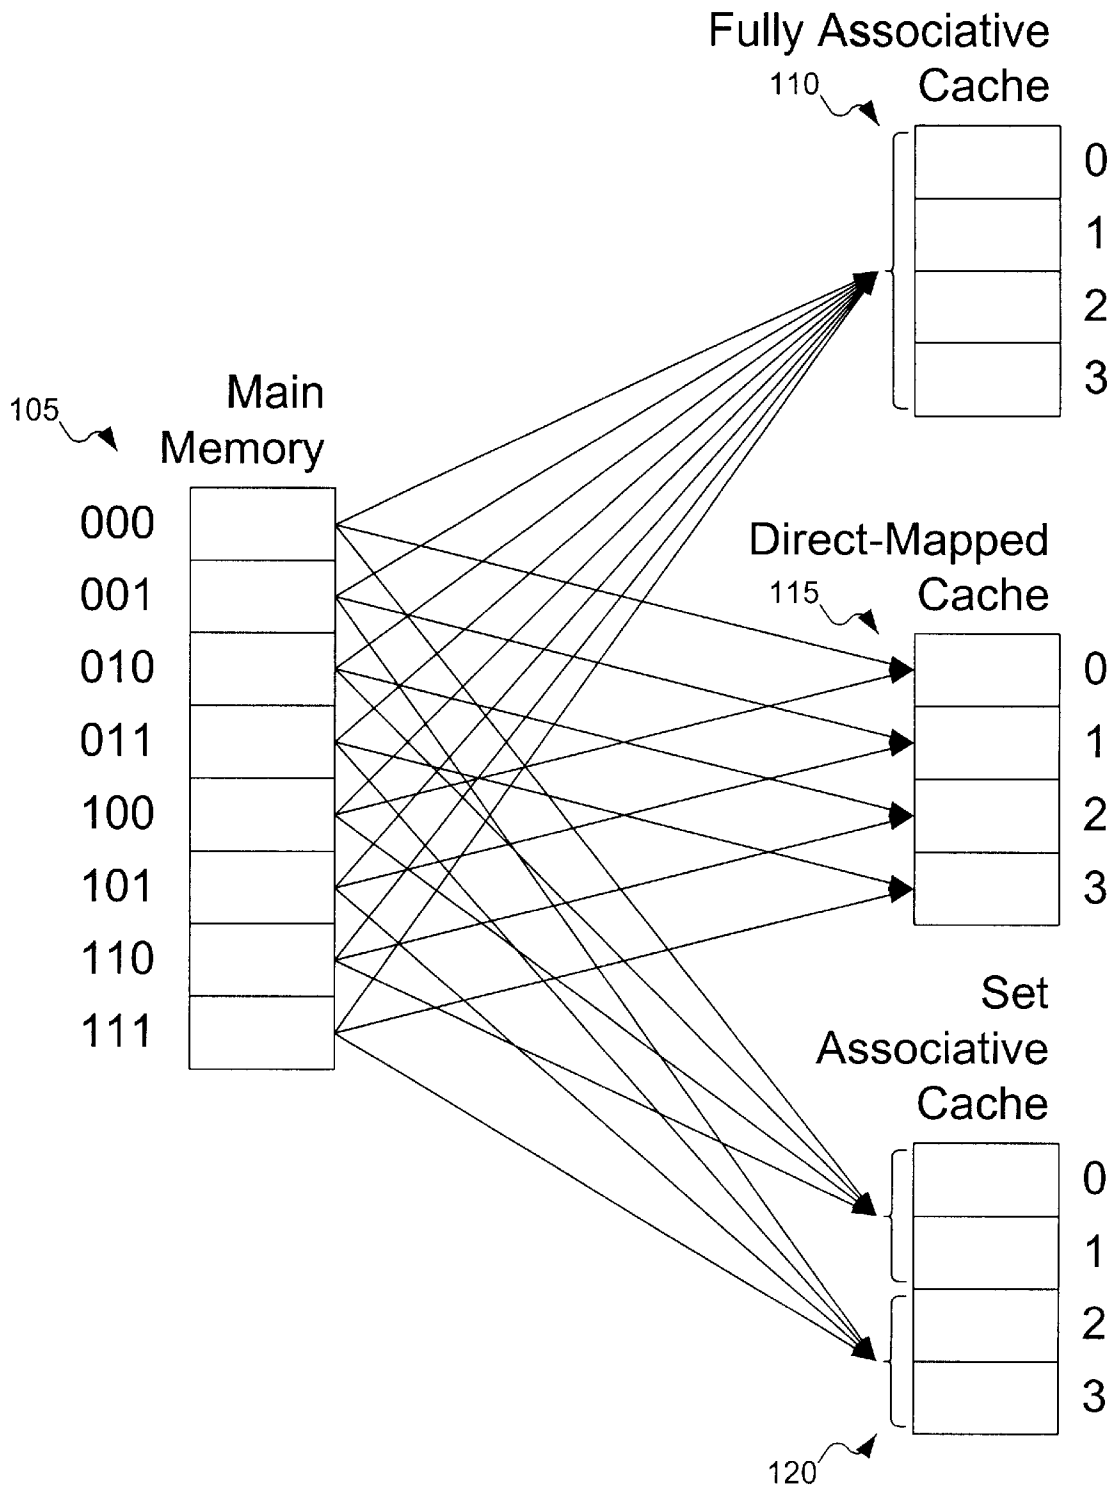 Fully Associative
Cache
110
0
1
2
3
Main
Memory
105
000
001
010
011
100
101
110
111
Direct-Mapped
Cache
115
0
1
2
3
Set
Associative
Cache
0
1
2
3
120